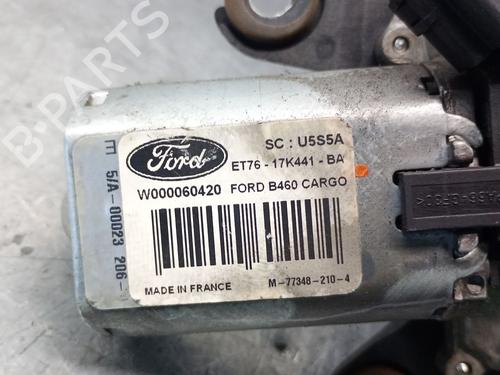 SC : U5S5A
Ford
ET76 - 17K441 - BA
W000060420 FORD B460 CARGO
MADE IN FRANCE
M-77348-210-4
5/A-00023 206-
B-PARTS